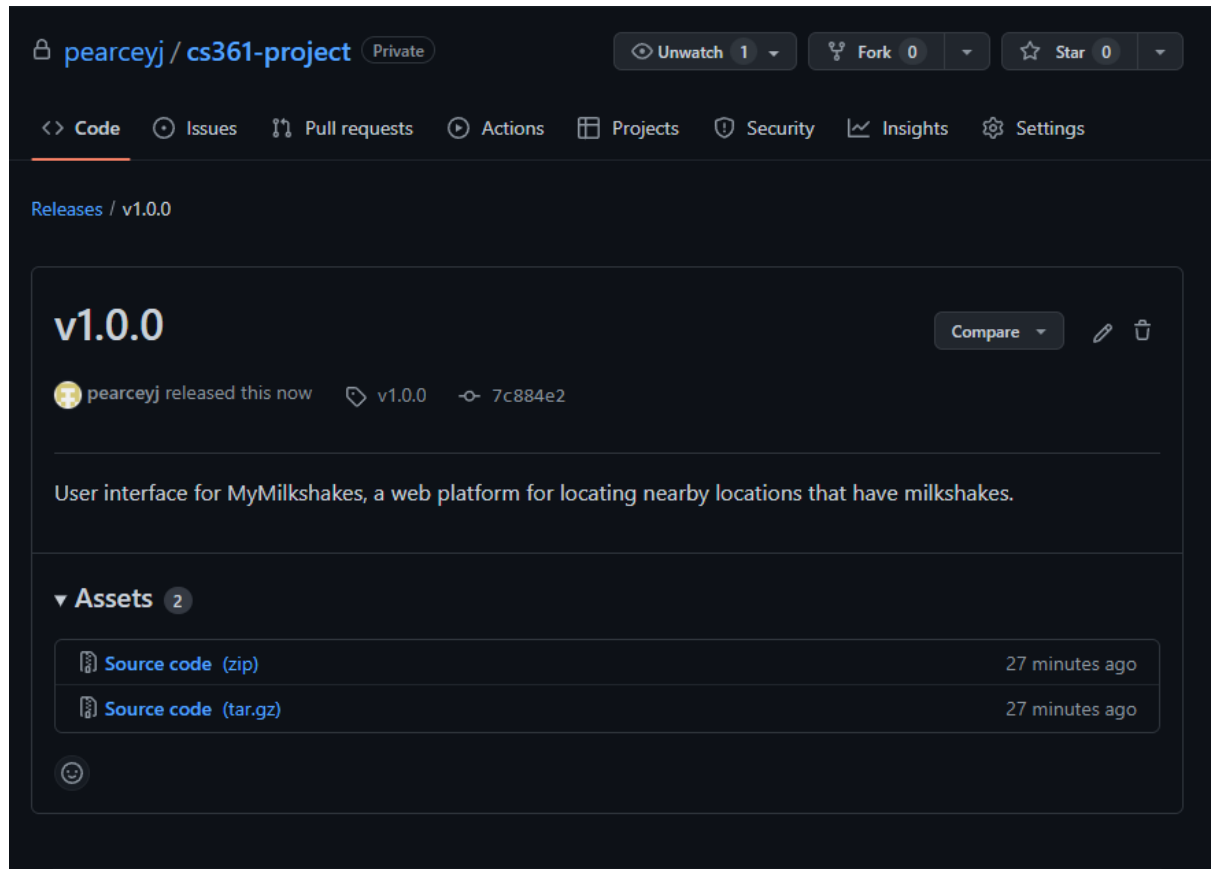 pearceyj / cs361-project Private Unwatch 1 Fork 0 Star 0
Code Issues Pull requests Actions Projects Security Insights Settings
Releases / v1.0.0
v1.0.0 Compare
pearceyj released this now v1.0.0 7c884e2
User interface for MyMilkshakes, a web platform for locating nearby locations that have milkshakes.
Assets 2
Source code (zip) 27 minutes ago
Source code (tar.gz) 27 minutes ago